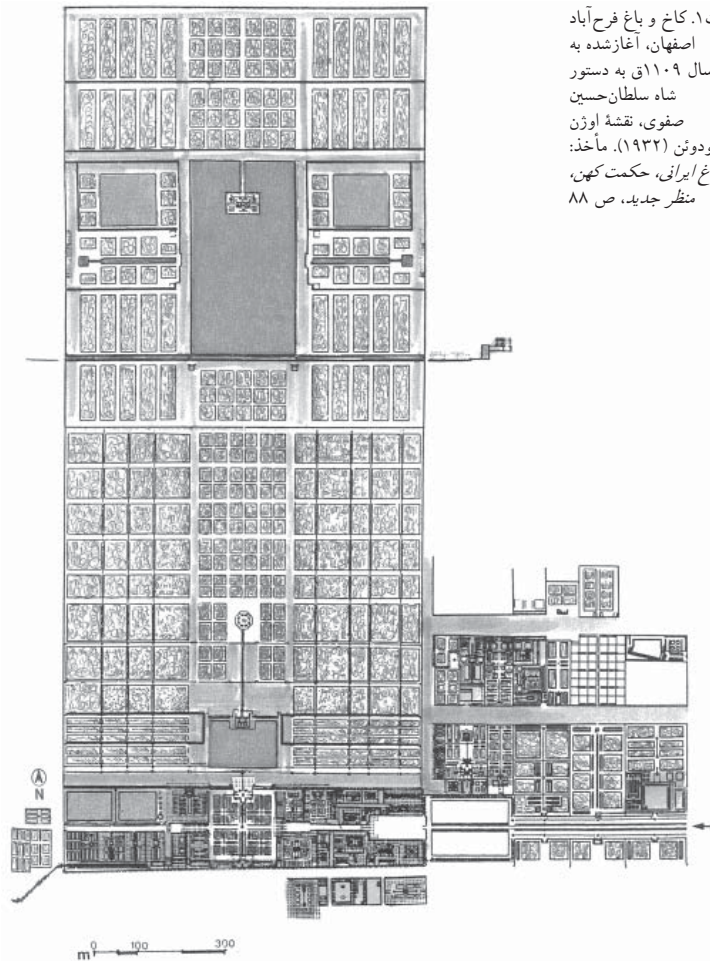 ۱. کاخ و باغ فرح‌آباد
اصفهان، آغازشده به
سال ۱۱۰۹ق به دستور
شاه سلطان‌حسین
صفوی، نقشهٔ اوژن
(۱۹۳۲). مأخذ:
ایرانی، حکمت کهن،
منظر جدید، ص ۸۸
N
m 0 100 300